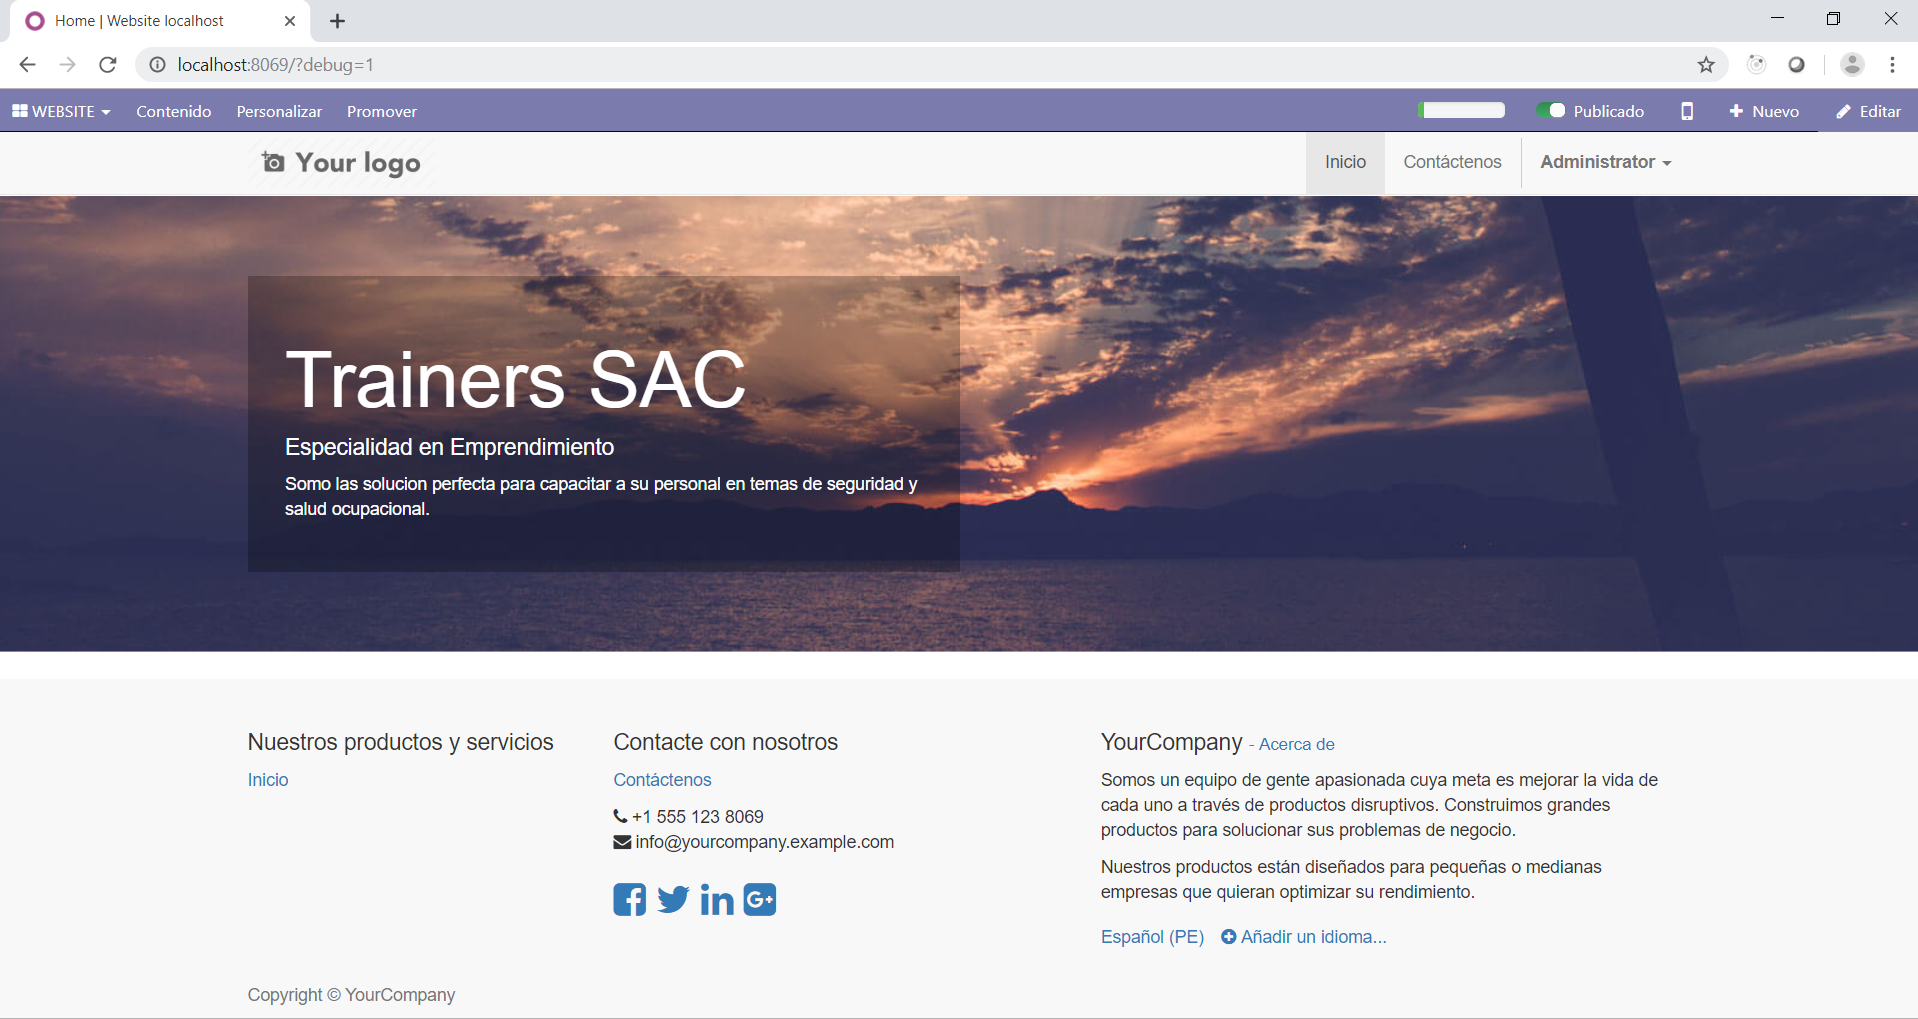 Home | Website localhost
localhost:8069/?debug=1
WEBSITE Contenido Personalizar Promover Publicado Nuevo Editar
Your logo Inicio Contáctenos Administrator
Trainers SAC
Especialidad en Emprendimiento
Somo las solucion perfecta para capacitar a su personal en temas de seguridad y
salud ocupacional.
Nuestros productos y servicios
Inicio
Contacte con nosotros
Contáctenos
+1 555 123 8069
info@yourcompany.example.com
YourCompany - Acerca de
Somos un equipo de gente apasionada cuya meta es mejorar la vida de
cada uno a través de productos disruptivos. Construimos grandes
productos para solucionar sus problemas de negocio.
Nuestros productos están diseñados para pequeñas o medianas
empresas que quieran optimizar su rendimiento.
Español (PE) Añadir un idioma...
Copyright © YourCompany